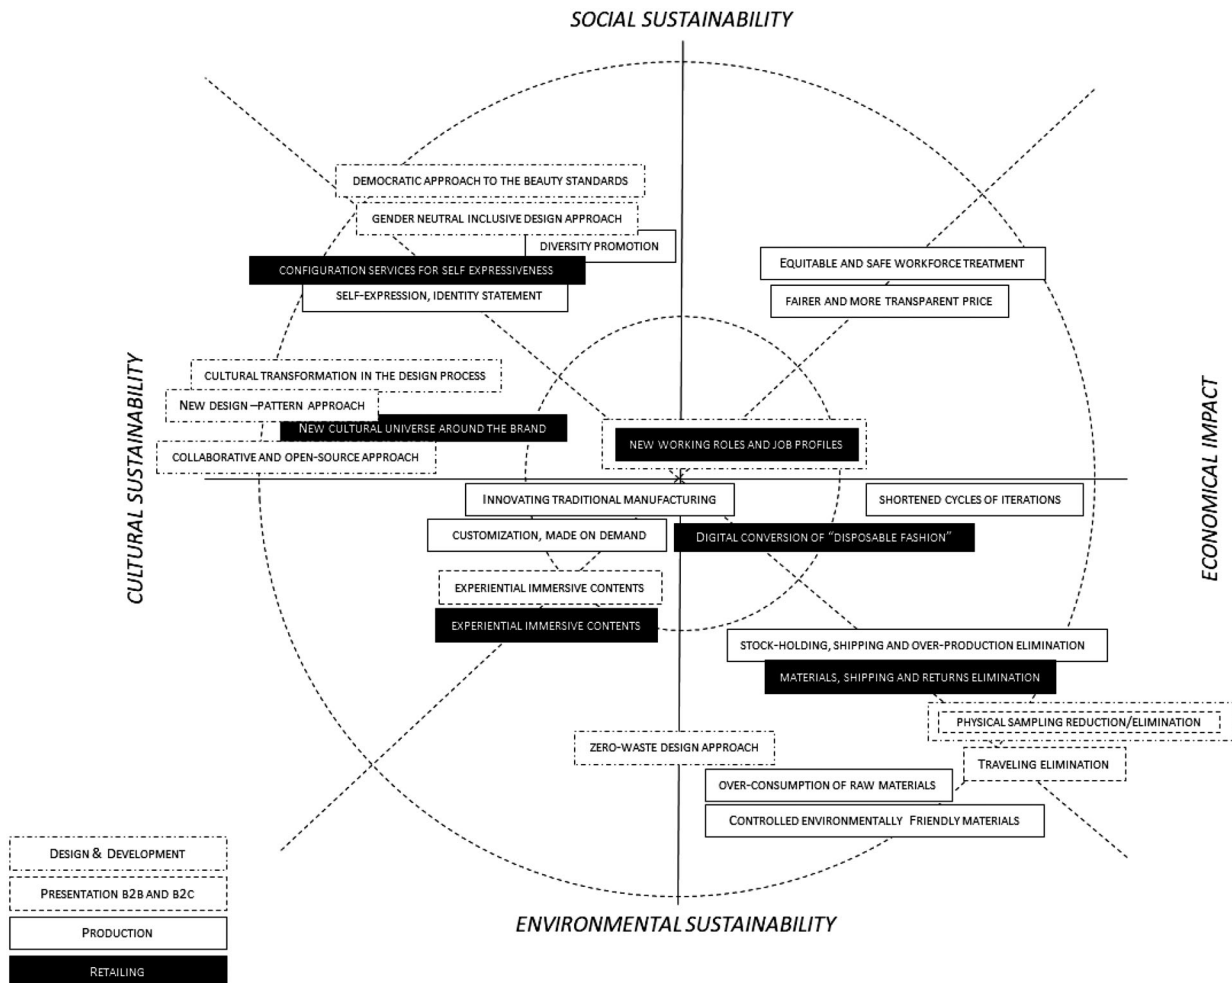 SOCIAL SUSTAINABILITY
DEMOCRATIC APPROACH TO THE BEAUTY STANDARDS
GENDER NEUTRAL INCLUSIVE DESIGN APPROACH
DIVERSITY PROMOTION
CONFIGURATION SERVICES FOR SELF EXPRESSIVENESS
SELF-EXPRESSION, IDENTITY STATEMENT
EQUITABLE AND SAFE WORKFORCE TREATMENT
FAIRER AND MORE TRANSPARENT PRICE
CULTURAL SUSTAINABILITY
CULTURAL TRANSFORMATION IN THE DESIGN PROCESS
NEW DESIGN –PATTERN APPROACH
NEW CULTURAL UNIVERSE AROUND THE BRAND
COLLABORATIVE AND OPEN-SOURCE APPROACH
NEW WORKING ROLES AND JOB PROFILES
ECONOMICAL IMPACT
INNOVATING TRADITIONAL MANUFACTURING
SHORTENED CYCLES OF ITERATIONS
CUSTOMIZATION, MADE ON DEMAND
DIGITAL CONVERSION OF “DISPOSABLE FASHION”
EXPERIENTIAL IMMERSIVE CONTENTS
EXPERIENTIAL IMMERSIVE CONTENTS
STOCK-HOLDING, SHIPPING AND OVER-PRODUCTION ELIMINATION
MATERIALS, SHIPPING AND RETURNS ELIMINATION
PHYSICAL SAMPLING REDUCTION/ELIMINATION
ZERO-WASTE DESIGN APPROACH
TRAVELING ELIMINATION
OVER-CONSUMPTION OF RAW MATERIALS
CONTROLLED ENVIRONMENTALLY FRIENDLY MATERIALS
ENVIRONMENTAL SUSTAINABILITY
DESIGN & DEVELOPMENT
PRESENTATION B2B AND B2C
PRODUCTION
RETAILING